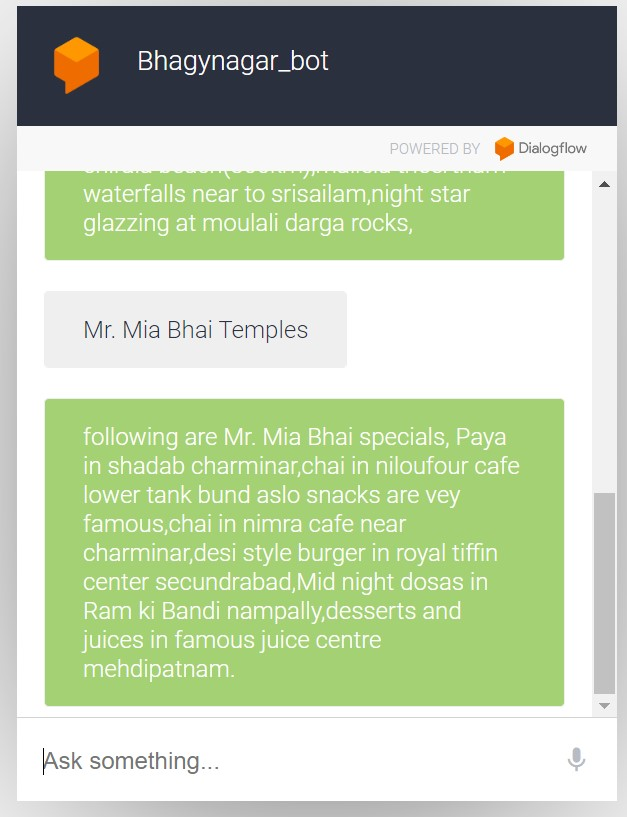 Bhagynagar_bot
POWERED BY Dialogflow
waterfalls near to srisailam,night star
glazzing at moulali darga rocks,
Mr. Mia Bhai Temples
following are Mr. Mia Bhai specials, Paya
in shadab charminar,chai in niloufour cafe
lower tank bund aslo snacks are vey
famous,chai in nimra cafe near
charminar,desi style burger in royal tiffin
center secundrabad,Mid night dosas in
Ram ki Bandi nampally,desserts and
juices in famous juice centre
mehdipatnam.
Ask something...